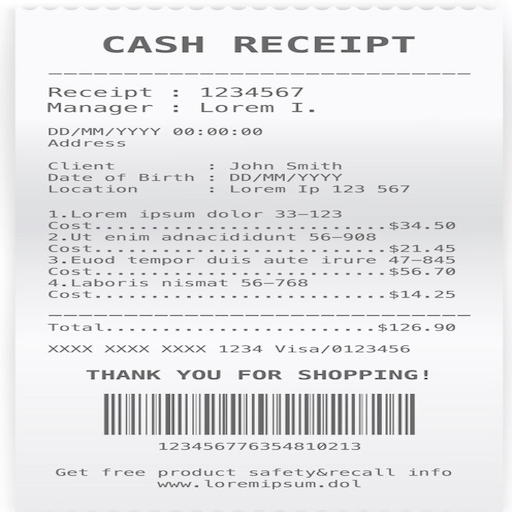 CASH RECEIPT
Receipt : 1234567
Manager : Lorem I.
DD/MM/YYYY 00:00:00
Address
Client : John Smith
Date of Birth : DD/MM/YYYY
Location : Lorem Ip 123 567
1.Lorem ipsum dolor 33–123
Cost..........................$34.50
2.Ut enim adnacididunt 56–908
Cost..........................$21.45
3.Euod tempor duis aute irure 47–845
Cost..........................$56.70
4.Laboris nismat 56–768
Cost..........................$14.25
Total........................$126.90
XXXX XXXX XXXX 1234 Visa/0123456
THANK YOU FOR SHOPPING!
123456776354810213
Get free product safety&recall info
www.loremipsum.dol